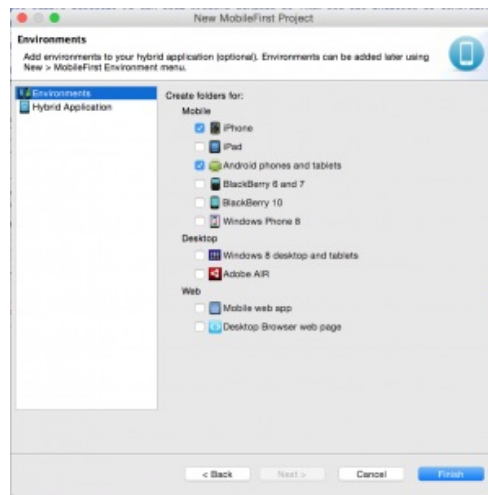 New MobileFirst Project
Environments
Add environments to your hybrid application (optional). Environments can be added later using
New > MobileFirst Environment menu.
Environments
Hybrid Application
Create folders for:
Mobile
iPhone
iPad
Android phones and tablets
BlackBerry 6 and 7
BlackBerry 10
Windows Phone 8
Desktop
Windows 8 desktop and tablets
Adobe AIR
Web
Mobile web app
Desktop Browser web page
< Back
Next >
Cancel
Finish